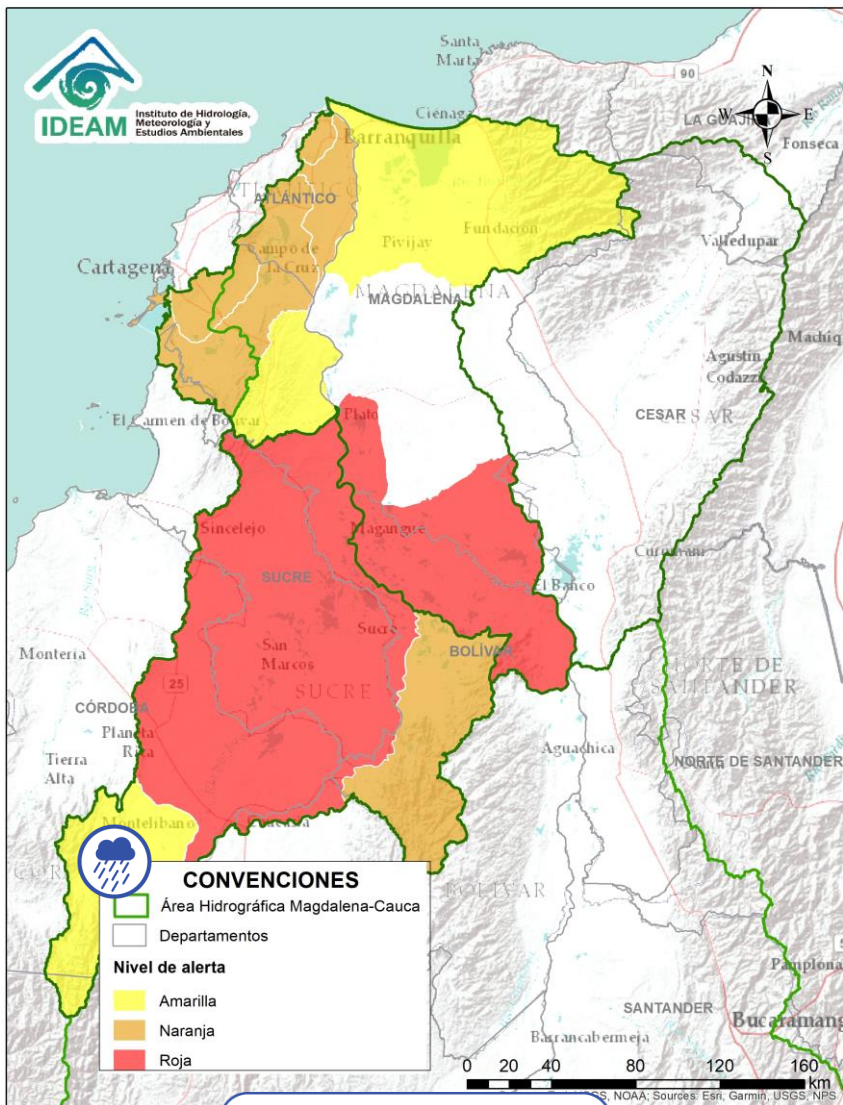 Santa
Marta
90
N
W E
S
LA GUAJIRA
Ciénaga
IDEAM
Instituto de Hidrología,
Meteorología y
Estudios Ambientales
Barranquilla
Fonseca
ATLÁNTICO
Campo de
la Cruz
Pivijay
Fundación
Valledupar
Cartagena
MAGDALENA
MAGDALENA
Machiq
Agustín
Codazzi
El Carmen de Bolívar
Plato
CESAR
CESAR
Sincelejo
Magangué
Curumaní
SUCRE
El Banco
Sucre
Montería
San
Marcos
BOLÍVAR
NORTE DE
SANTANDER
25
SUCRE
CÓRDOBA
Planeta
Rica
Aguachica
Tierra
Alta
NORTE DE SANTANDER
Montelíbano
BOLÍVAR
CONVENCIONES
Área Hidrográfica Magdalena-Cauca
Departamentos
Nivel de alerta
Amarilla
Naranja
Roja
Pamplona
SANTANDER
Bucaramang
Barrancabermeja
0 20 40 80 120 160
km
USGS, NOAA; Sources: Esri, Garmin, USGS, NPS